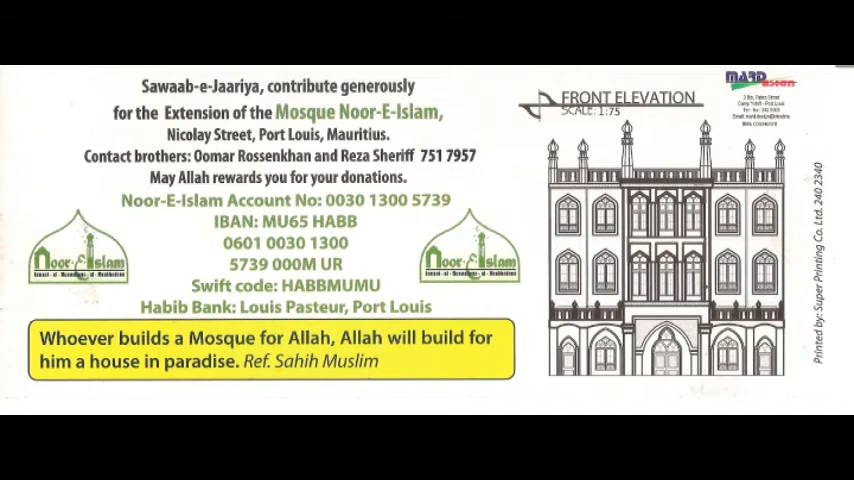 Sawaab-e-Jaariya, contribute generously
for the Extension of the Mosque Noor-E-Islam,
Nicolay Street, Port Louis, Mauritius.
Contact brothers: Oomar Rossenkhan and Reza Sheriff 751 7957
May Allah rewards you for your donations.
Noor-E-Islam Account No: 0030 1300 5739
IBAN: MU65 HABB
0601 0030 1300
5739 000M UR
Swift code: HABBMUMU
Habib Bank: Louis Pasteur, Port Louis
Noor-E-Islam
Noor-E-Islam
Whoever builds a Mosque for Allah, Allah will build for
him a house in paradise. Ref. Sahih Muslim
FRONT ELEVATION
SCALE: 1:75
MARD
Printed by: Super Printing Co. Ltd. 240 2340